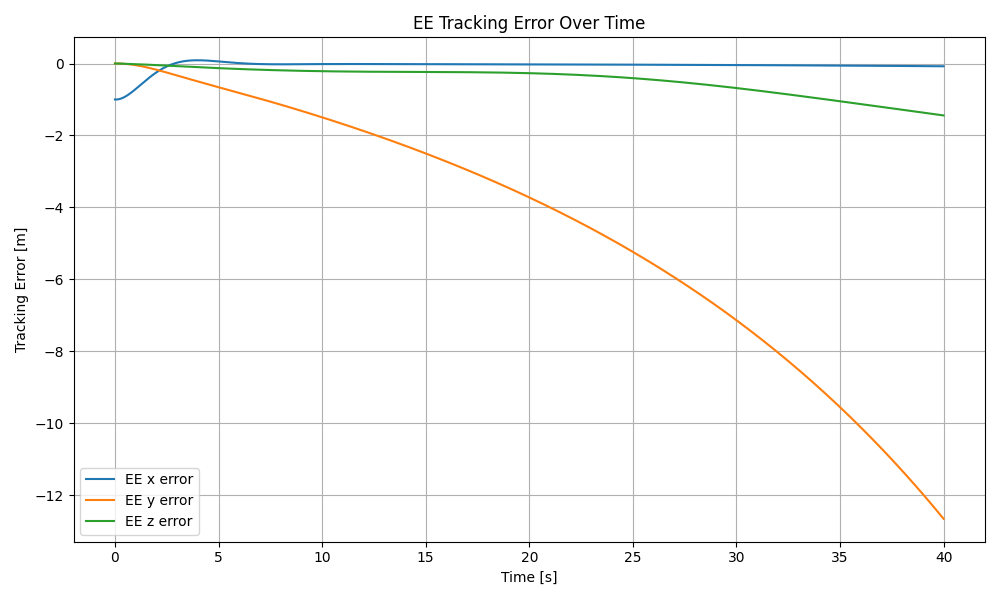 EE Tracking Error Over Time
Tracking Error [m]
0
−2
−4
−6
−8
−10
−12
EE x error
EE y error
EE z error
0 5 10 15 20 25 30 35 40
Time [s]